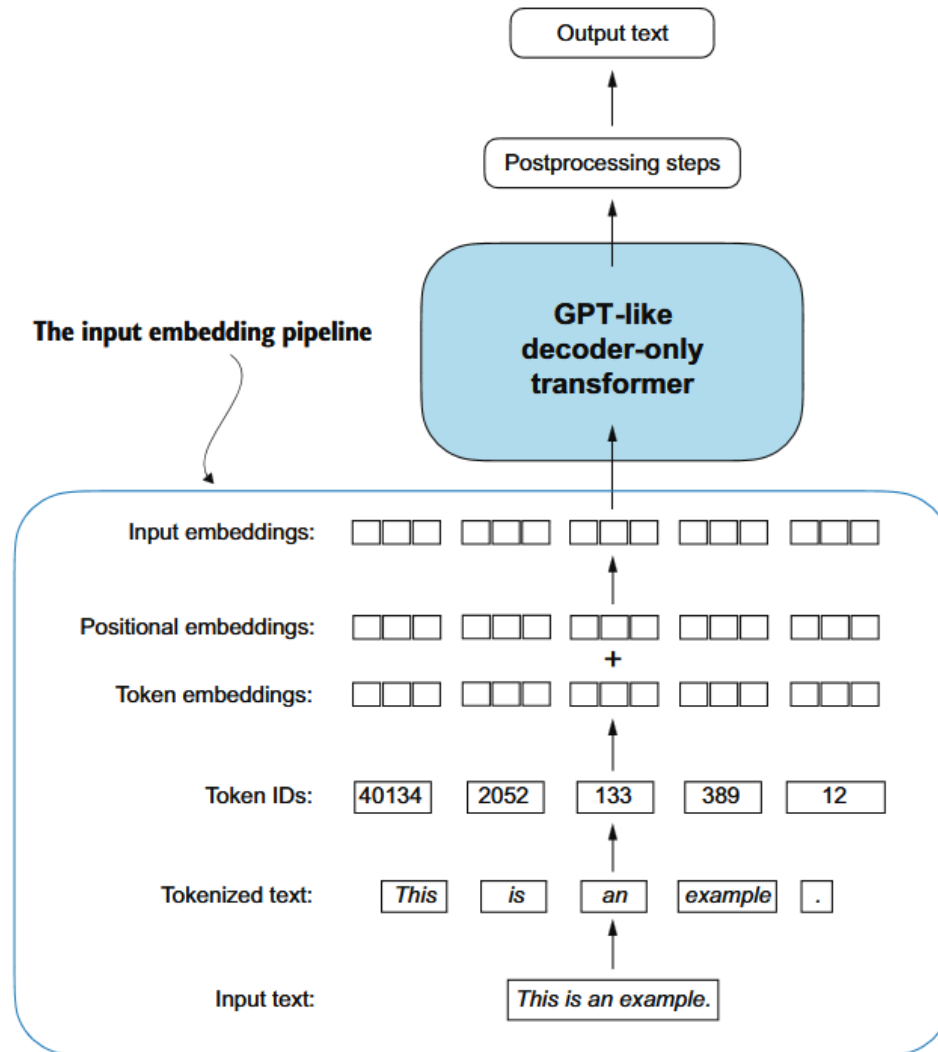 Output text
Postprocessing steps
GPT-like
decoder-only
transformer
The input embedding pipeline
Input embeddings:
Positional embeddings:
+
Token embeddings:
Token IDs: 40134 2052 133 389 12
Tokenized text: This is an example .
Input text: This is an example.